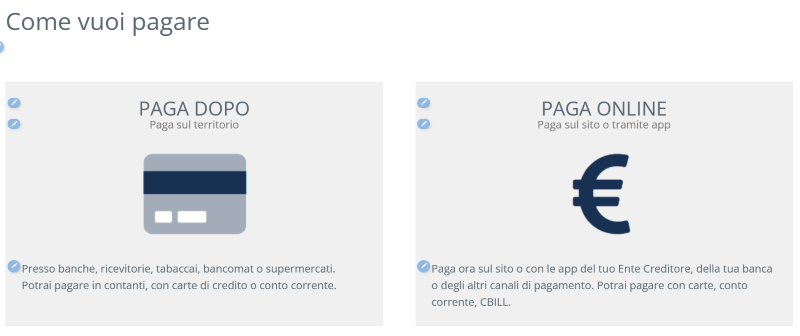 Come vuoi pagare
PAGA DOPO
Paga sul territorio
Presso banche, ricevitorie, tabaccai, bancomat o supermercati.
Potrai pagare in contanti, con carte di credito o conto corrente.
PAGA ONLINE
Paga sul sito o tramite app
€
Paga ora sul sito o con le app del tuo Ente Creditore, della tua banca
o degli altri canali di pagamento. Potrai pagare con carte, conto
corrente, CBILL.